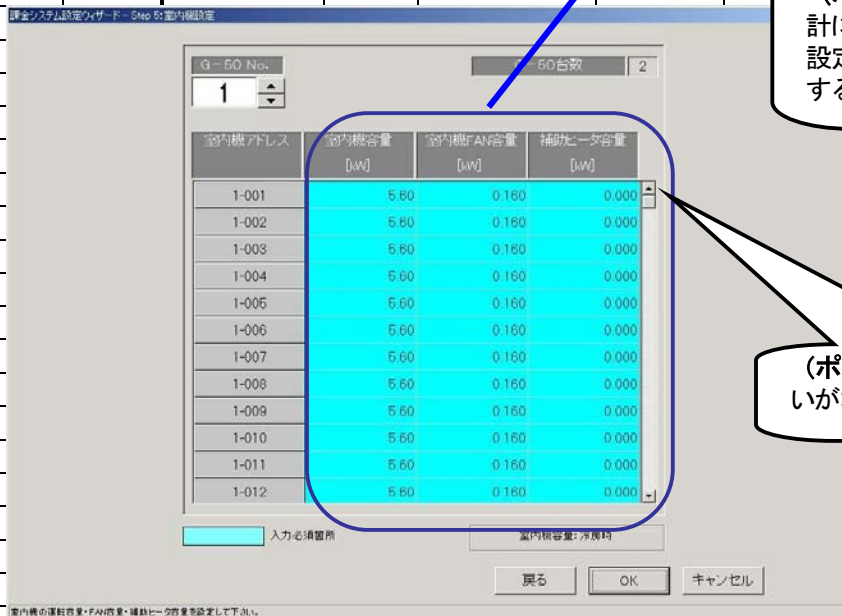 課金システム設定ウィザード - Step 5:室内機設定
G-50 No.
G-50台数 2
1
室内機アドレス 室内機容量 [kW] 室内機FAN容量 [kW] 補助ヒータ容量 [kW]
1-001 5.60 0.160 0.000
1-002 5.60 0.160 0.000
1-003 5.60 0.160 0.000
1-004 5.60 0.160 0.000
1-005 5.60 0.160 0.000
1-006 5.60 0.160 0.000
1-007 5.60 0.160 0.000
1-008 5.60 0.160 0.000
1-009 5.60 0.160 0.000
1-010 5.60 0.160 0.000
1-011 5.60 0.160 0.000
1-012 5.60 0.160 0.000
入力必須箇所
室内機容量:冷房時
戻る OK キャンセル
室内機の運転容量・FAN容量・補助ヒータ容量を設定して下さい。
計に
設定
する
(ポ
いが